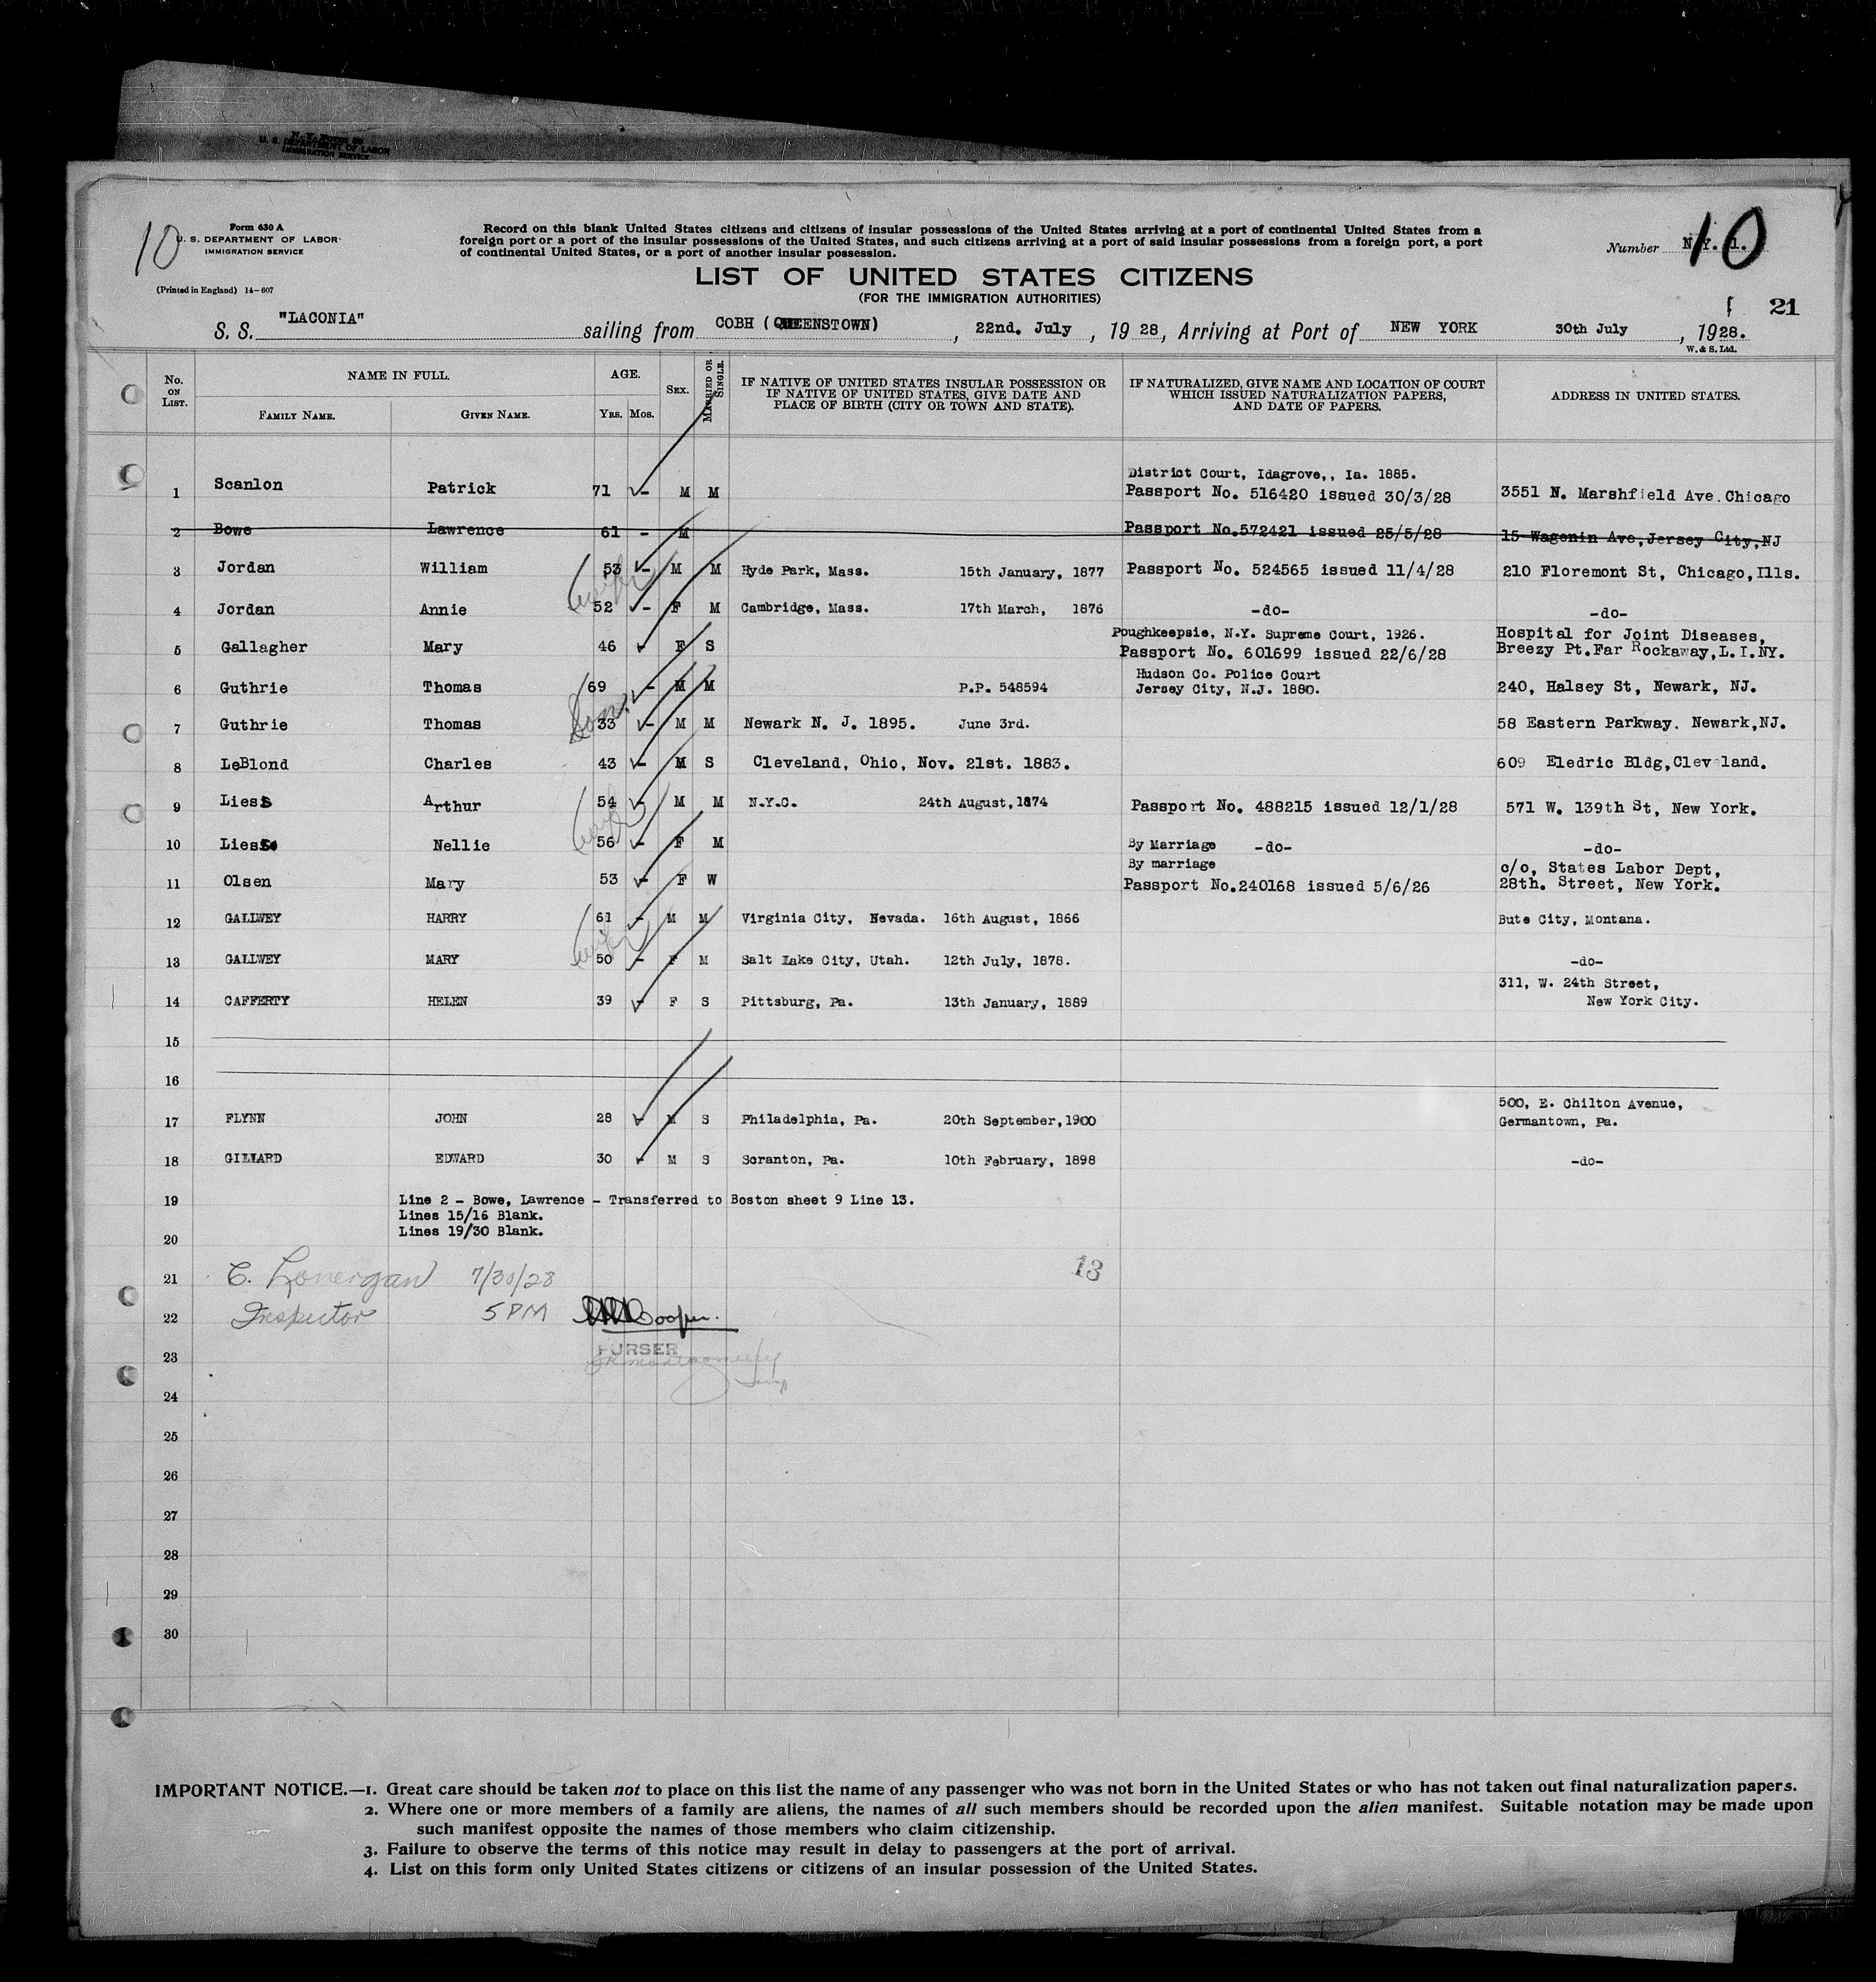 N. Y. Form 50
U. S. DEPARTMENT OF LABOR
IMMIGRATION SERVICE
10
Form 630 A
U. S. DEPARTMENT OF LABOR
IMMIGRATION SERVICE
(Printed in England) 14-607
Record on this blank United States citizens and citizens of insular possessions of the United States arriving at a port of continental United States from a
foreign port or a port of the insular possessions of the United States, and such citizens arriving at a port of said insular possessions from a foreign port, a port
of continental United States, or a port of another insular possession.
Number N.Y. 1.
10
LIST OF UNITED STATES CITIZENS
(FOR THE IMMIGRATION AUTHORITIES)
21
S. S. "LACONIA" sailing from COBH (QUEENSTOWN), 22nd. July, 1928, Arriving at Port of NEW YORK 30th July, 1928.
W. & S. Ltd.
No. ON LIST. NAME IN FULL. AGE. SEX. MARRIED OR SINGLE. IF NATIVE OF UNITED STATES INSULAR POSSESSION OR IF NATIVE OF UNITED STATES, GIVE DATE AND PLACE OF BIRTH (CITY OR TOWN AND STATE). IF NATURALIZED, GIVE NAME AND LOCATION OF COURT WHICH ISSUED NATURALIZATION PAPERS, AND DATE OF PAPERS. ADDRESS IN UNITED STATES.
FAMILY NAME. GIVEN NAME. YRS. MOS.
District Court, Idagrove,, Ia. 1885.
1 Scanlon Patrick 71 - M M Passport No. 516420 issued 30/3/28 3551 N. Marshfield Ave. Chicago
2 Bowe Lawrence 61 - M Passport No.572421 issued 25/5/28 15 Wagenin Ave,Jersey City,NJ
3 Jordan William 53 - M M Hyde Park, Mass. 15th January, 1877 Passport No. 524565 issued 11/4/28 210 Floremont St, Chicago,Ills.
wife
4 Jordan Annie 52 - F M Cambridge, Mass. 17th March, 1876 -do- -do-
Poughkeepsie, N.Y. Supreme Court, 1926. Hospital for Joint Diseases,
5 Gallagher Mary 46 - F S Passport No. 601699 issued 22/6/28 Breezy Pt.Far Rockaway,L.I.NY.
Hudson Co. Police Court
6 Guthrie Thomas 69 - M M P.P. 548594 Jersey City, N.J. 1880. 240, Halsey St, Newark, NJ.
Son
7 Guthrie Thomas 33 - M M Newark N. J. 1895. June 3rd. 58 Eastern Parkway. Newark,NJ.
8 LeBlond Charles 43 - M S Cleveland, Ohio, Nov. 21st. 1883. 609 Eledric Bldg,Cleveland.
9 Liess Arthur 54 - M M N.Y.C. 24th August,1874 Passport No. 488215 issued 12/1/28 571 W. 139th St, New York.
wife
10 Liess Nellie 56 - F M By Marriage -do- -do-
By marriage c/o, States Labor Dept,
11 Olsen Mary 53 - F W Passport No.240168 issued 5/6/26 28th. Street, New York.
12 GALLWEY HARRY 61 - M M Virginia City, Nevada. 16th August, 1866 Bute City, Montana.
wife
13 GALLWEY MARY 50 - F M Salt Lake City, Utah. 12th July, 1878. -do-
311, W. 24th Street,
14 CAFFERTY HELEN 39 - F S Pittsburg, Pa. 13th January, 1889 New York City.
15
16
500, E. Chilton Avenue,
17 FLYNN JOHN 28 - M S Philadelphia, Pa. 20th September,1900 Germantown, Pa.
18 GILLARD EDWARD 30 - M S Scranton, Pa. 10th February, 1898 -do-
19 Line 2 - Bowe, Lawrence - Transferred to Boston sheet 9 Line 13.
Lines 15/16 Blank.
20 Lines 19/30 Blank.
21 C. Lonergan 7/30/28 13
22 Inspector 5 PM Cooper.
23 PURSER
24
25
26
27
28
29
30
IMPORTANT NOTICE.—1. Great care should be taken not to place on this list the name of any passenger who was not born in the United States or who has not taken out final naturalization papers.
2. Where one or more members of a family are aliens, the names of all such members should be recorded upon the alien manifest. Suitable notation may be made upon
such manifest opposite the names of those members who claim citizenship.
3. Failure to observe the terms of this notice may result in delay to passengers at the port of arrival.
4. List on this form only United States citizens or citizens of an insular possession of the United States.